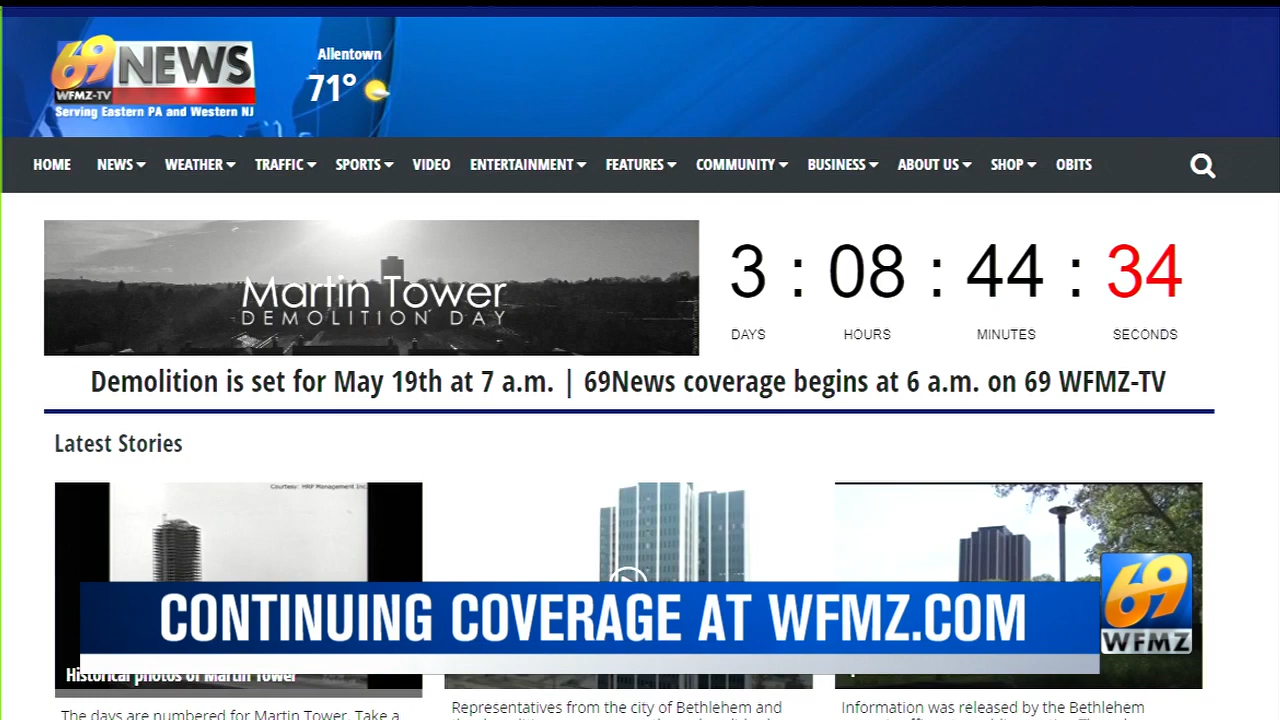 69 NEWS
WFMZ-TV
Serving Eastern PA and Western NJ
Allentown
71°
HOME NEWS WEATHER TRAFFIC SPORTS VIDEO ENTERTAINMENT FEATURES COMMUNITY BUSINESS ABOUT US SHOP OBITS
Martin Tower
DEMOLITION DAY
3 : 08 : 44 : 34
DAYS HOURS MINUTES SECONDS
Demolition is set for May 19th at 7 a.m. | 69News coverage begins at 6 a.m. on 69 WFMZ-TV
Latest Stories
Courtesy: HRP Management Inc.
CONTINUING COVERAGE AT WFMZ.COM
69
WFMZ
Historical photos of Martin Tower
The days are numbered for Martin Tower. Take a
Representatives from the city of Bethlehem and
Information was released by the Bethlehem